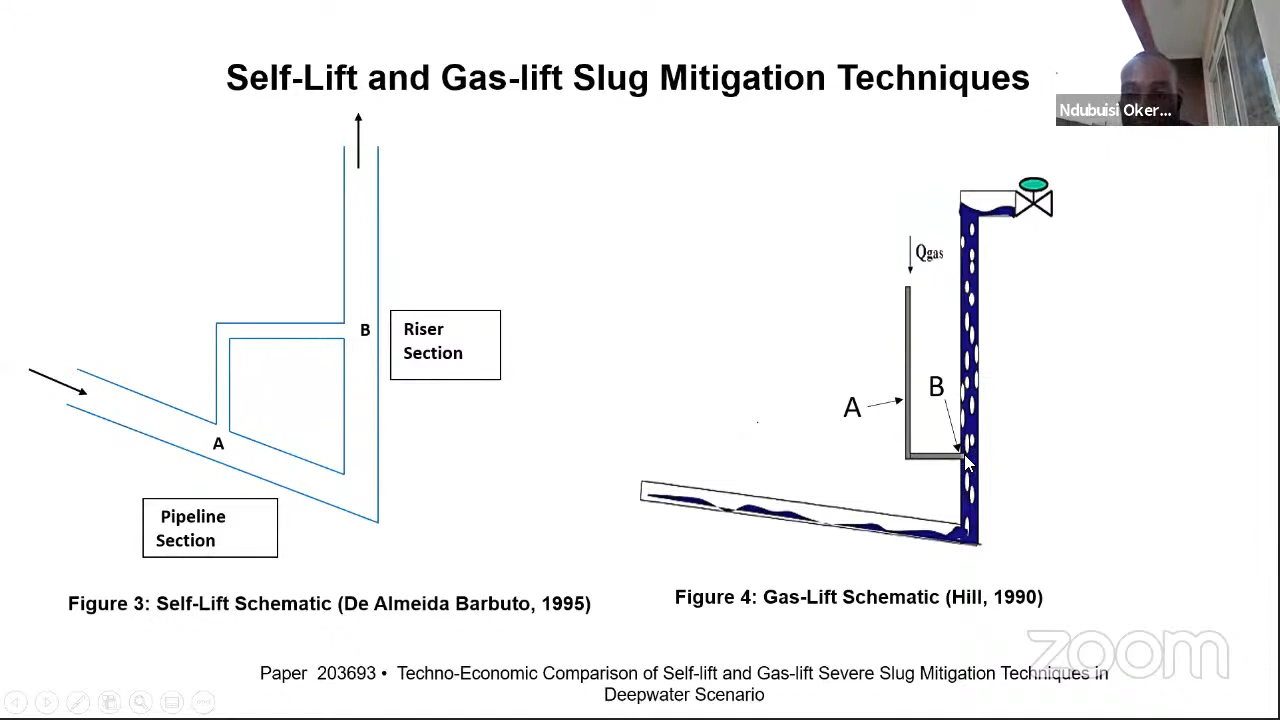 Self-Lift and Gas-lift Slug Mitigation Techniques
Ndubuisi Oker...
B
Riser
Section
A
Pipeline
Section
Qgas
A
B
Figure 3: Self-Lift Schematic (De Almeida Barbuto, 1995)
Figure 4: Gas-Lift Schematic (Hill, 1990)
zoom
Paper 203693 • Techno-Economic Comparison of Self-lift and Gas-lift Severe Slug Mitigation Techniques in
Deepwater Scenario